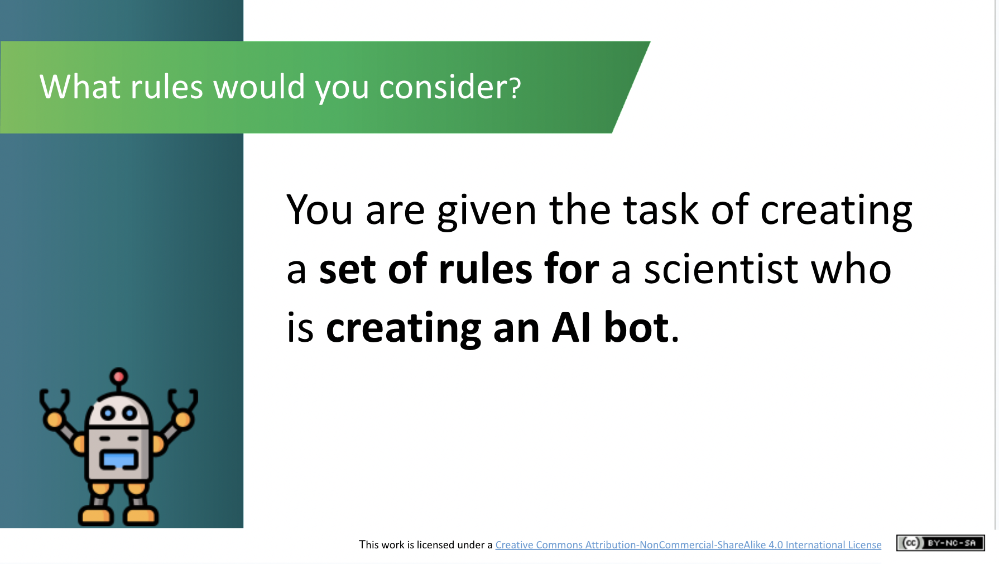 What rules would you consider?
You are given the task of creating
a set of rules for a scientist who
is creating an AI bot.
This work is licensed under a Creative Commons Attribution-NonCommercial-ShareAlike 4.0 International License
(cc) BY-NC-SA